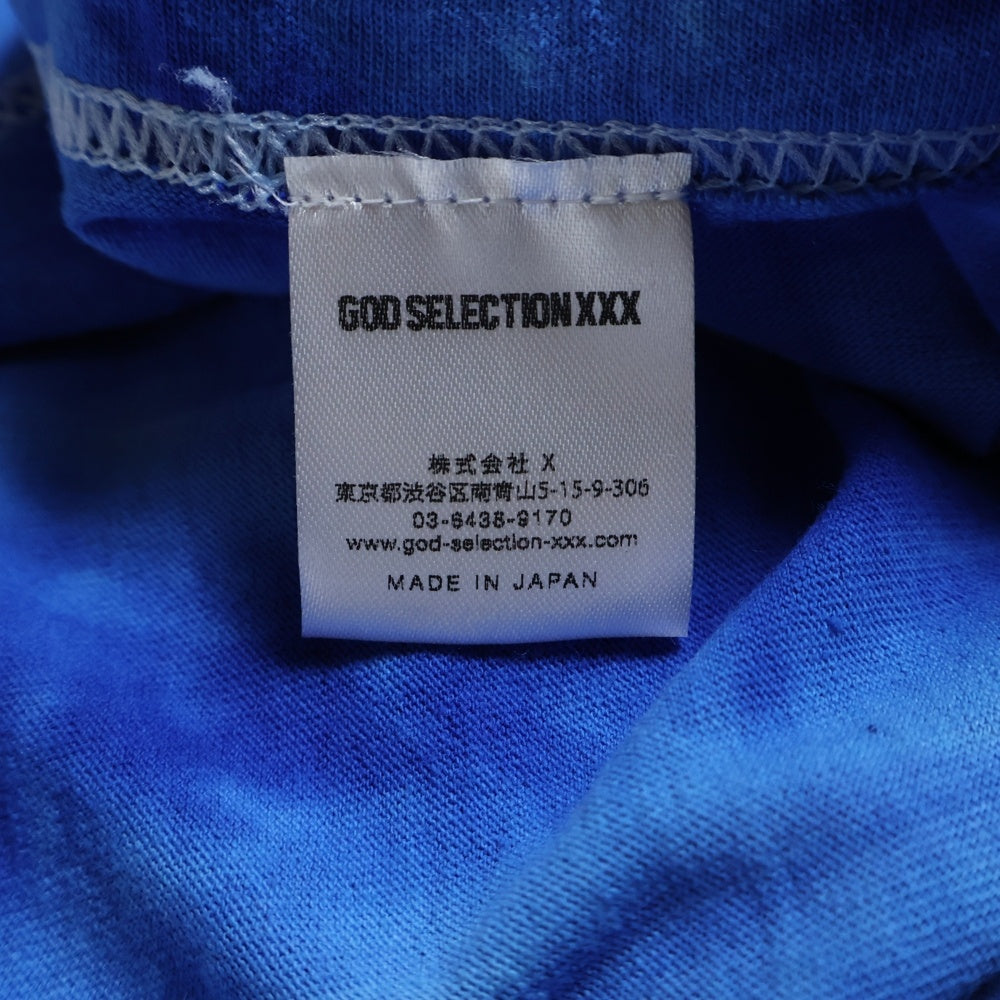 GOD SELECTION XXX
株式会社 X
東京都渋谷区南青山5-15-9-306
03-6438-9170
www.god-selection-xxx.com
MADE IN JAPAN